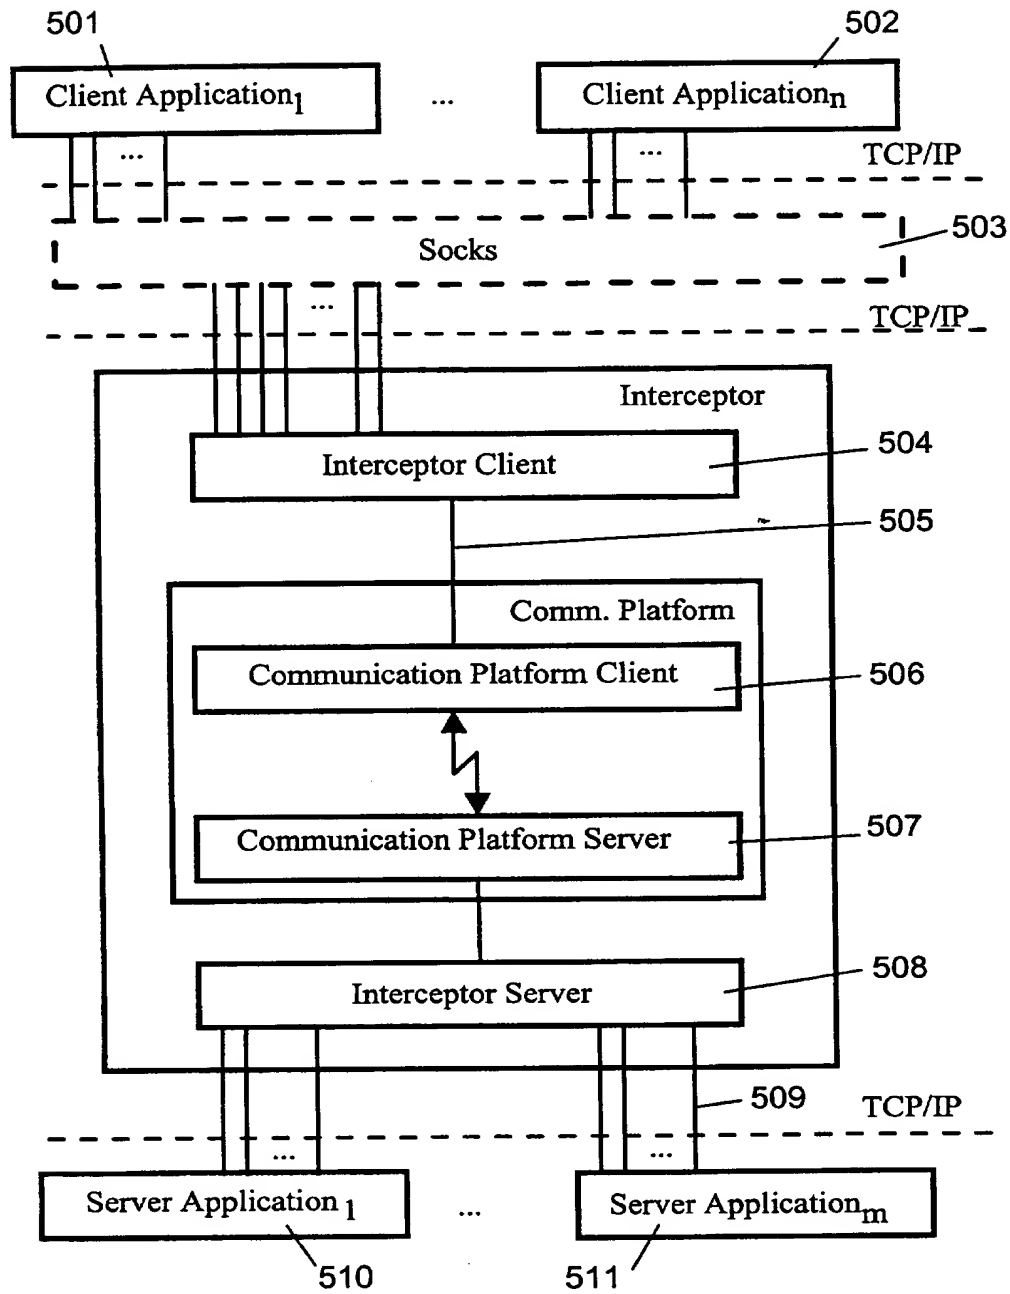 501
502
Client Application1
...
Client Applicationn
...
...
TCP/IP
Socks
503
...
TCP/IP
Interceptor
Interceptor Client
504
505
Comm. Platform
Communication Platform Client
506
Communication Platform Server
507
Interceptor Server
508
509
TCP/IP
...
...
Server Application 1
...
Server Applicationm
510
511